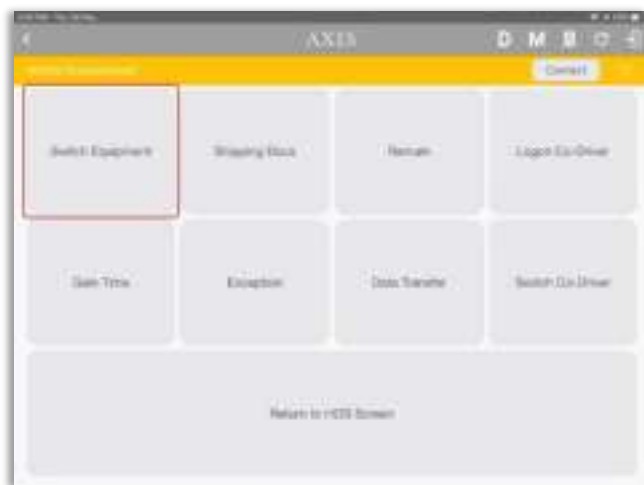 AXIS
D M
Connect
Switch Equipment
Shipping Docs
Remark
Logon Co-Driver
Gain Time
Exception
Data Transfer
Switch Co-Driver
Return to HOS Screen